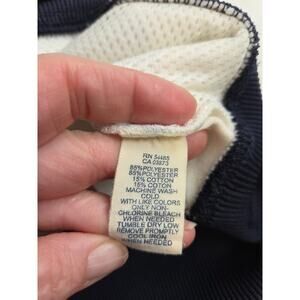 RN 54485
CA 03873
85%POLYESTER
85%POLYESTER
15% COTTON
15% COTON
MACHINE WASH
COLD
WITH LIKE COLORS
ONLY NON-
CHLORINE BLEACH
WHEN NEEDED
TUMBLE DRY LOW
REMOVE PROMPTLY
COOL IRON
WHEN NEEDED